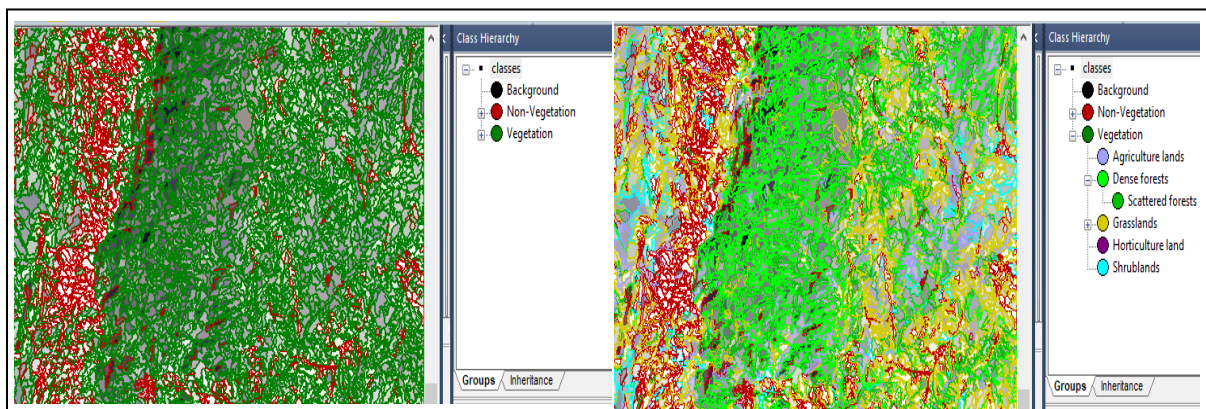 Class Hierarchy
classes
Background
Non-Vegetation
Vegetation
Groups
Inheritance
Class Hierarchy
classes
Background
Non-Vegetation
Vegetation
Agriculture lands
Dense forests
Scattered forests
Grasslands
Horticulture land
Shrublands
Groups
Inheritance